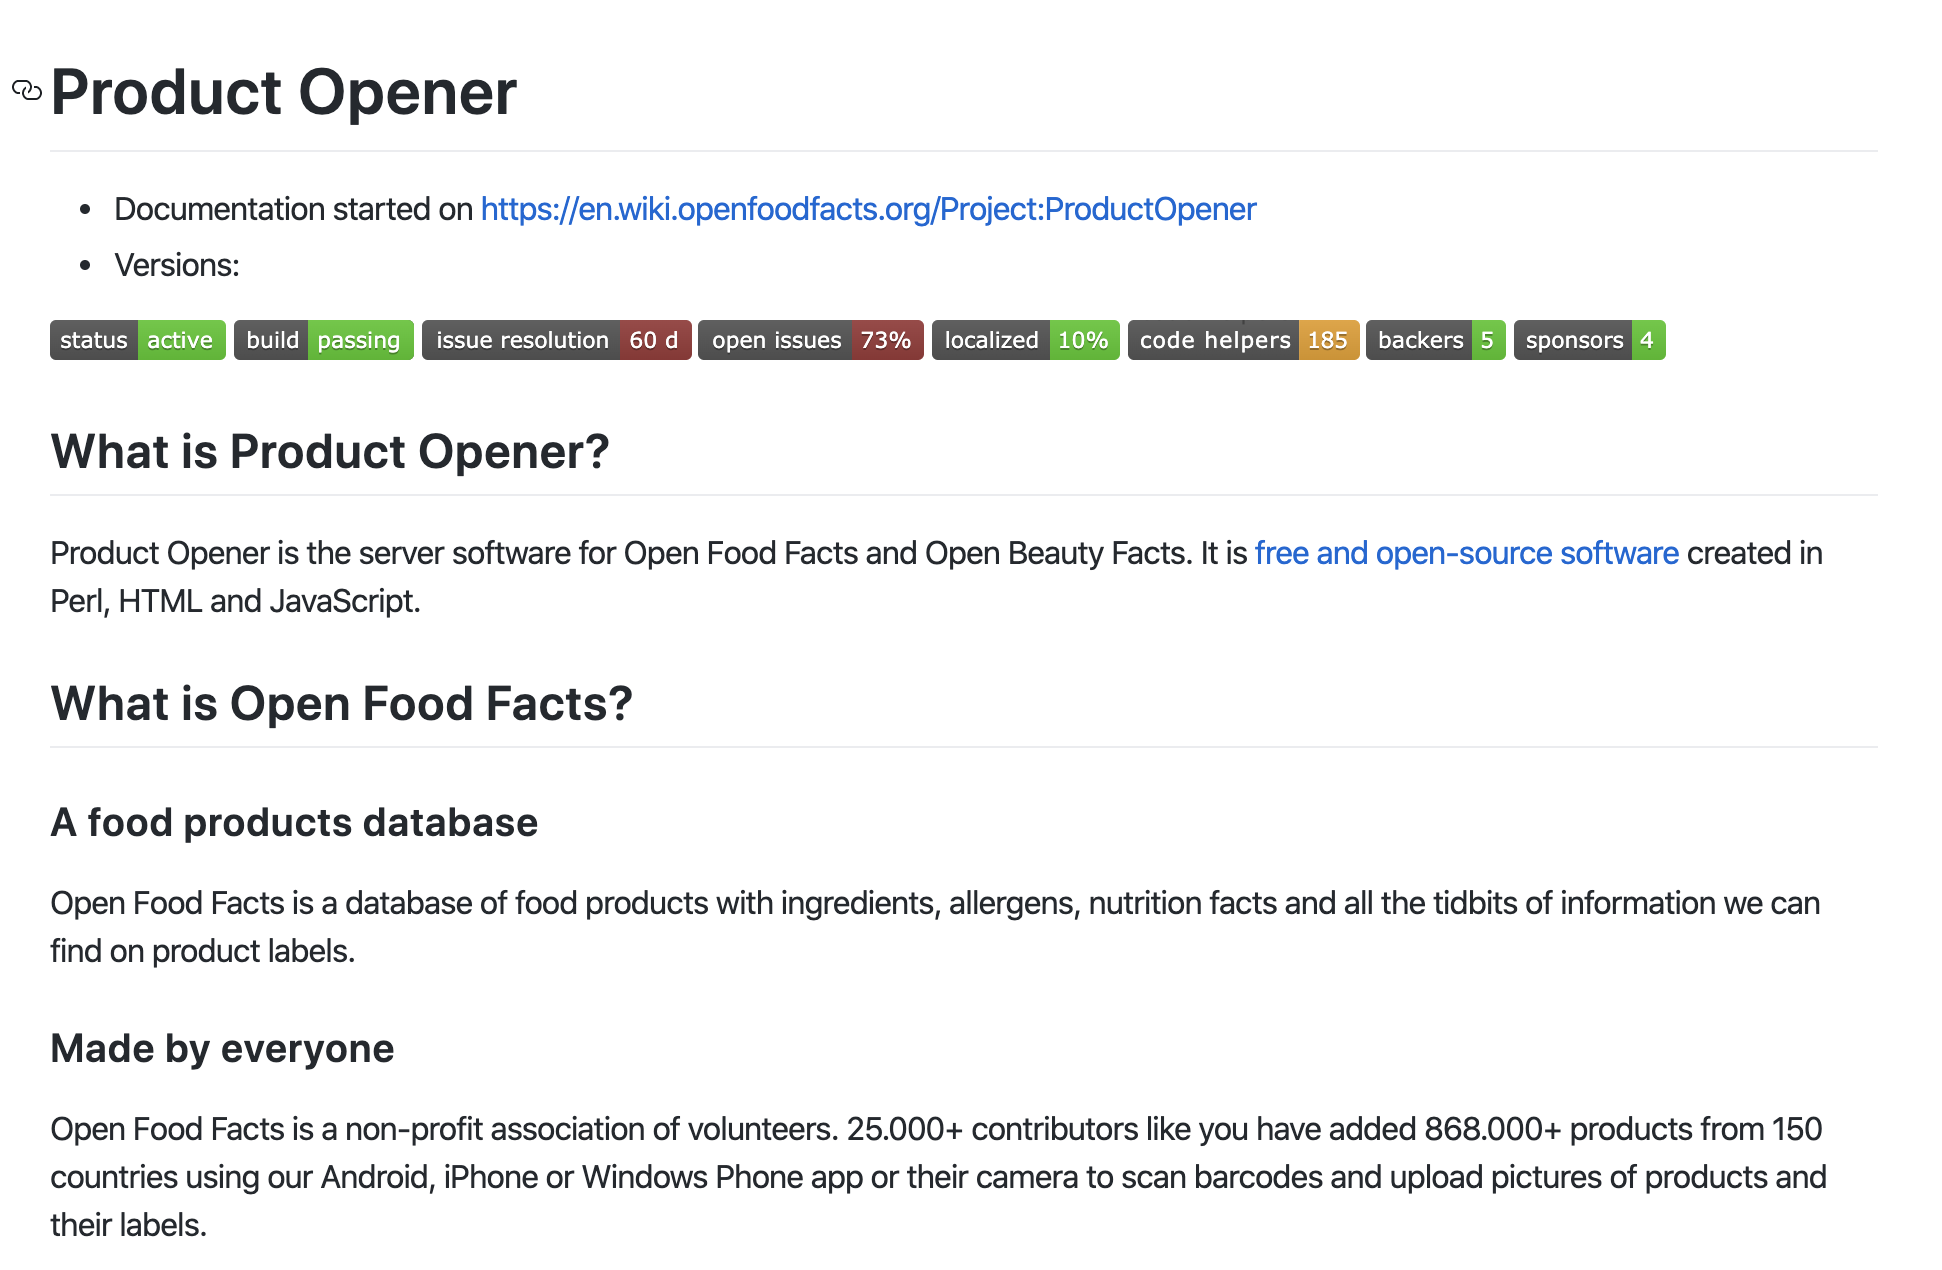 Product Opener
Documentation started on https://en.wiki.openfoodfacts.org/Project:ProductOpener
Versions:
status active build passing issue resolution 60 d open issues 73% localized 10% code helpers 185 backers 5 sponsors 4
What is Product Opener?
Product Opener is the server software for Open Food Facts and Open Beauty Facts. It is free and open-source software created in
Perl, HTML and JavaScript.
What is Open Food Facts?
A food products database
Open Food Facts is a database of food products with ingredients, allergens, nutrition facts and all the tidbits of information we can
find on product labels.
Made by everyone
Open Food Facts is a non-profit association of volunteers. 25.000+ contributors like you have added 868.000+ products from 150
countries using our Android, iPhone or Windows Phone app or their camera to scan barcodes and upload pictures of products and
their labels.